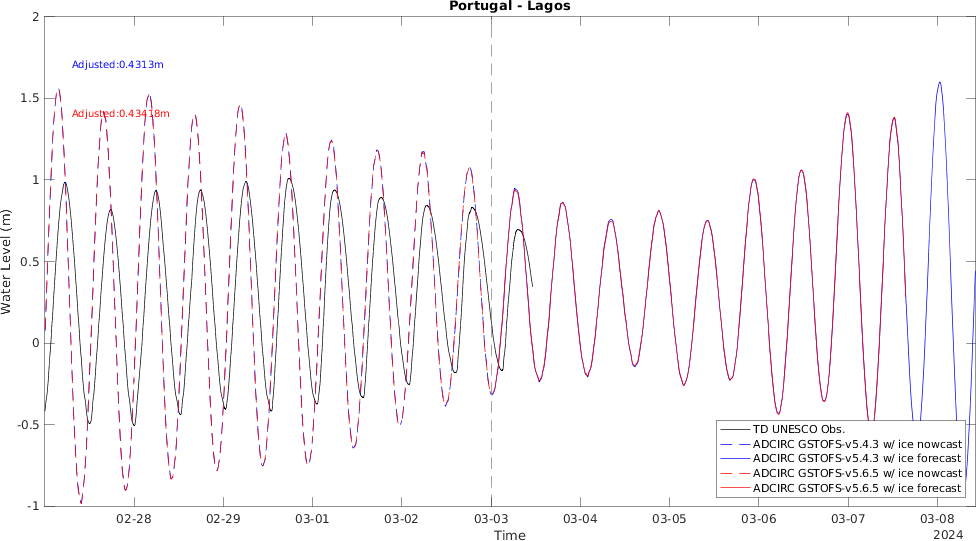 Portugal - Lagos
Adjusted:0.4313m
Adjusted:0.43418m
Water Level (m)
2
1.5
1
0.5
0
-0.5
-1
02-28
02-29
03-01
03-02
03-03
03-04
03-05
03-06
03-07
03-08
2024
Time
TD UNESCO Obs.
ADCIRC GSTOFS-v5.4.3 w/ ice nowcast
ADCIRC GSTOFS-v5.4.3 w/ ice forecast
ADCIRC GSTOFS-v5.6.5 w/ ice nowcast
ADCIRC GSTOFS-v5.6.5 w/ ice forecast